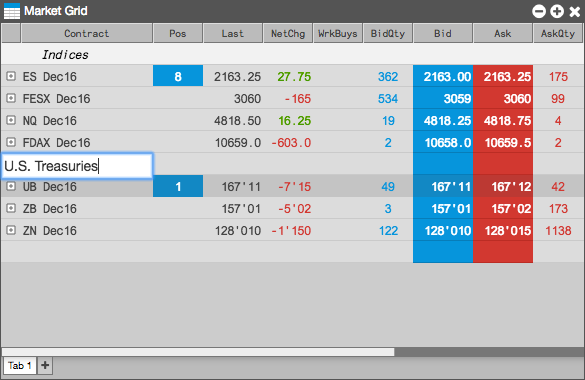 Market Grid
Contract Pos Last NetChg WrkBuys BidQty Bid Ask AskQty
Indices
ES Dec16 8 2163.25 27.75 362 2163.00 2163.25 175
FESX Dec16 3060 -165 534 3059 3060 99
NQ Dec16 4818.50 16.25 19 4818.25 4818.75 4
FDAX Dec16 10659.0 -603.0 2 10658.0 10659.5 2
U.S. Treasuries
UB Dec16 1 167'11 -7'15 49 167'11 167'12 42
ZB Dec16 157'01 -5'02 3 157'01 157'02 173
ZN Dec16 128'010 -1'150 122 128'010 128'015 1138
Tab 1 +